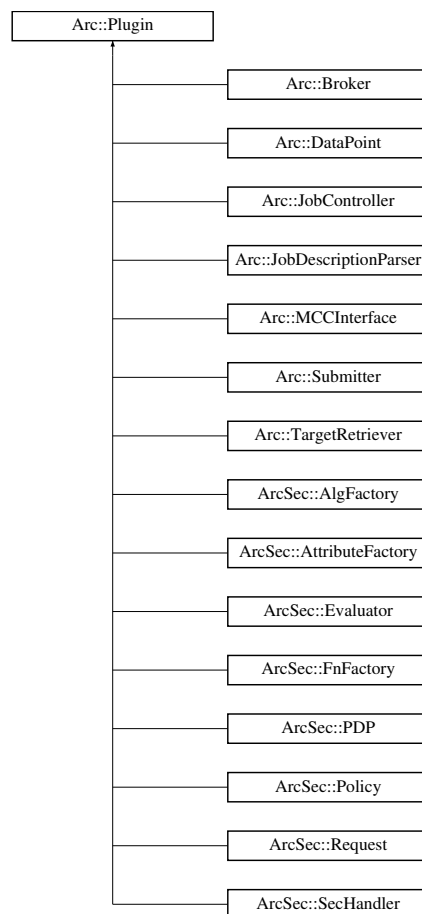 Arc::Plugin
Arc::Broker
Arc::DataPoint
Arc::JobController
Arc::JobDescriptionParser
Arc::MCCInterface
Arc::Submitter
Arc::TargetRetriever
ArcSec::AlgFactory
ArcSec::AttributeFactory
ArcSec::Evaluator
ArcSec::FnFactory
ArcSec::PDP
ArcSec::Policy
ArcSec::Request
ArcSec::SecHandler